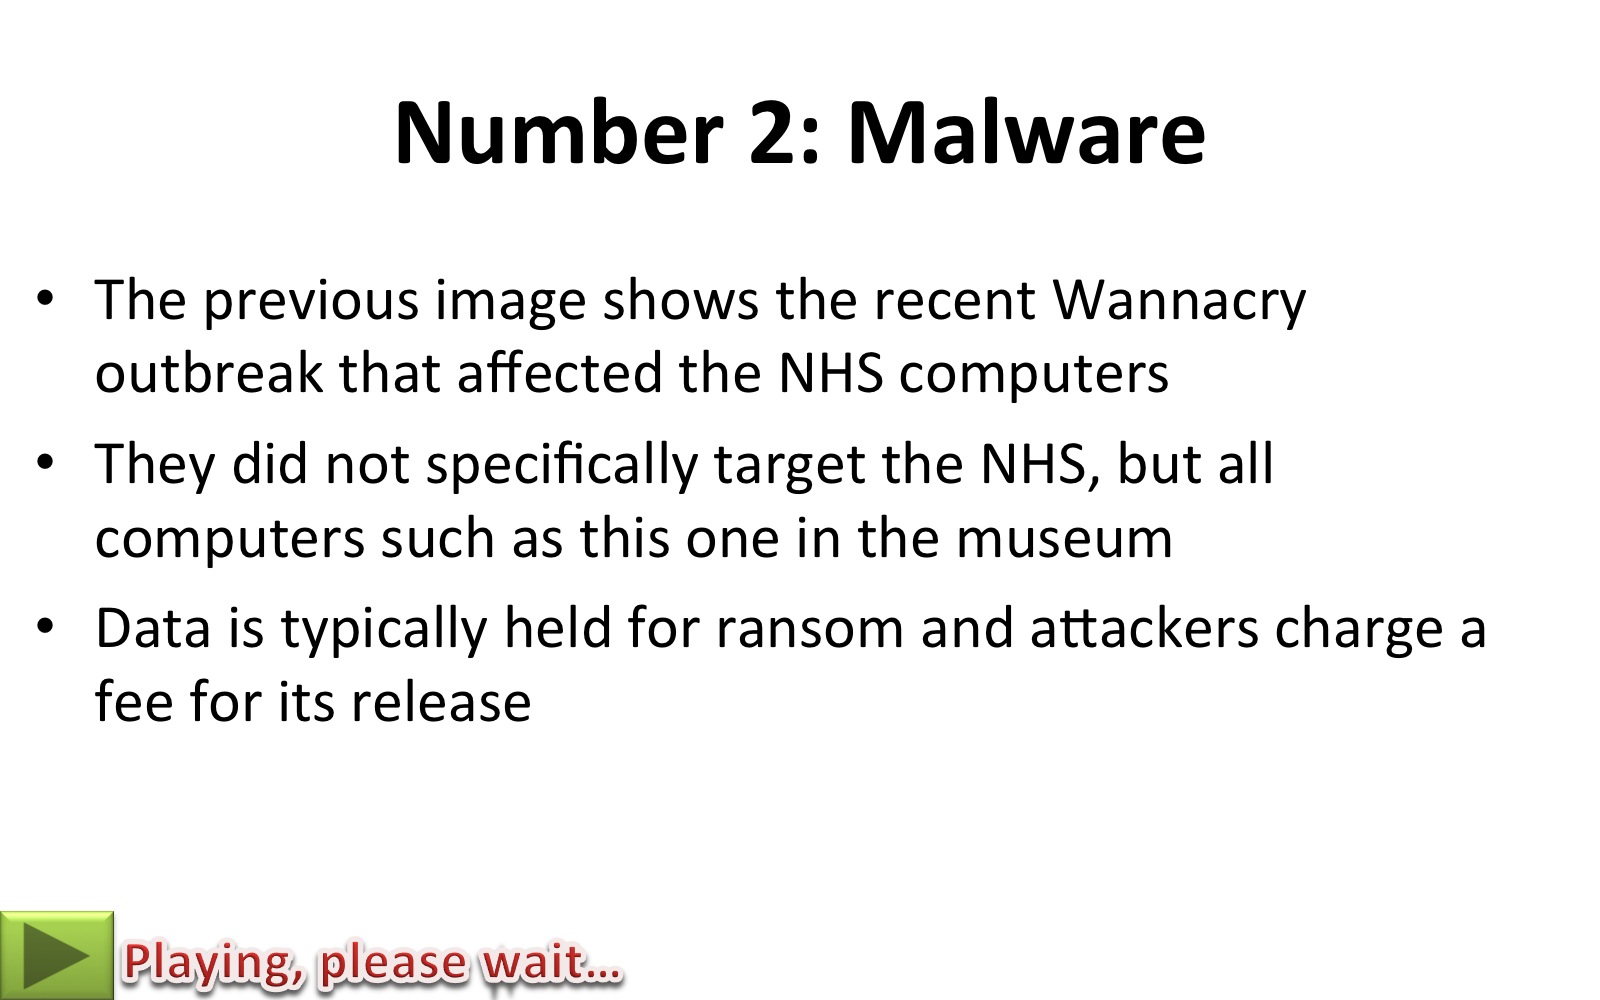 Number 2: Malware
• The previous image shows the recent Wannacry
outbreak that affected the NHS computers
• They did not specifically target the NHS, but all
computers such as this one in the museum
• Data is typically held for ransom and attackers charge a
fee for its release
Playing, please wait...